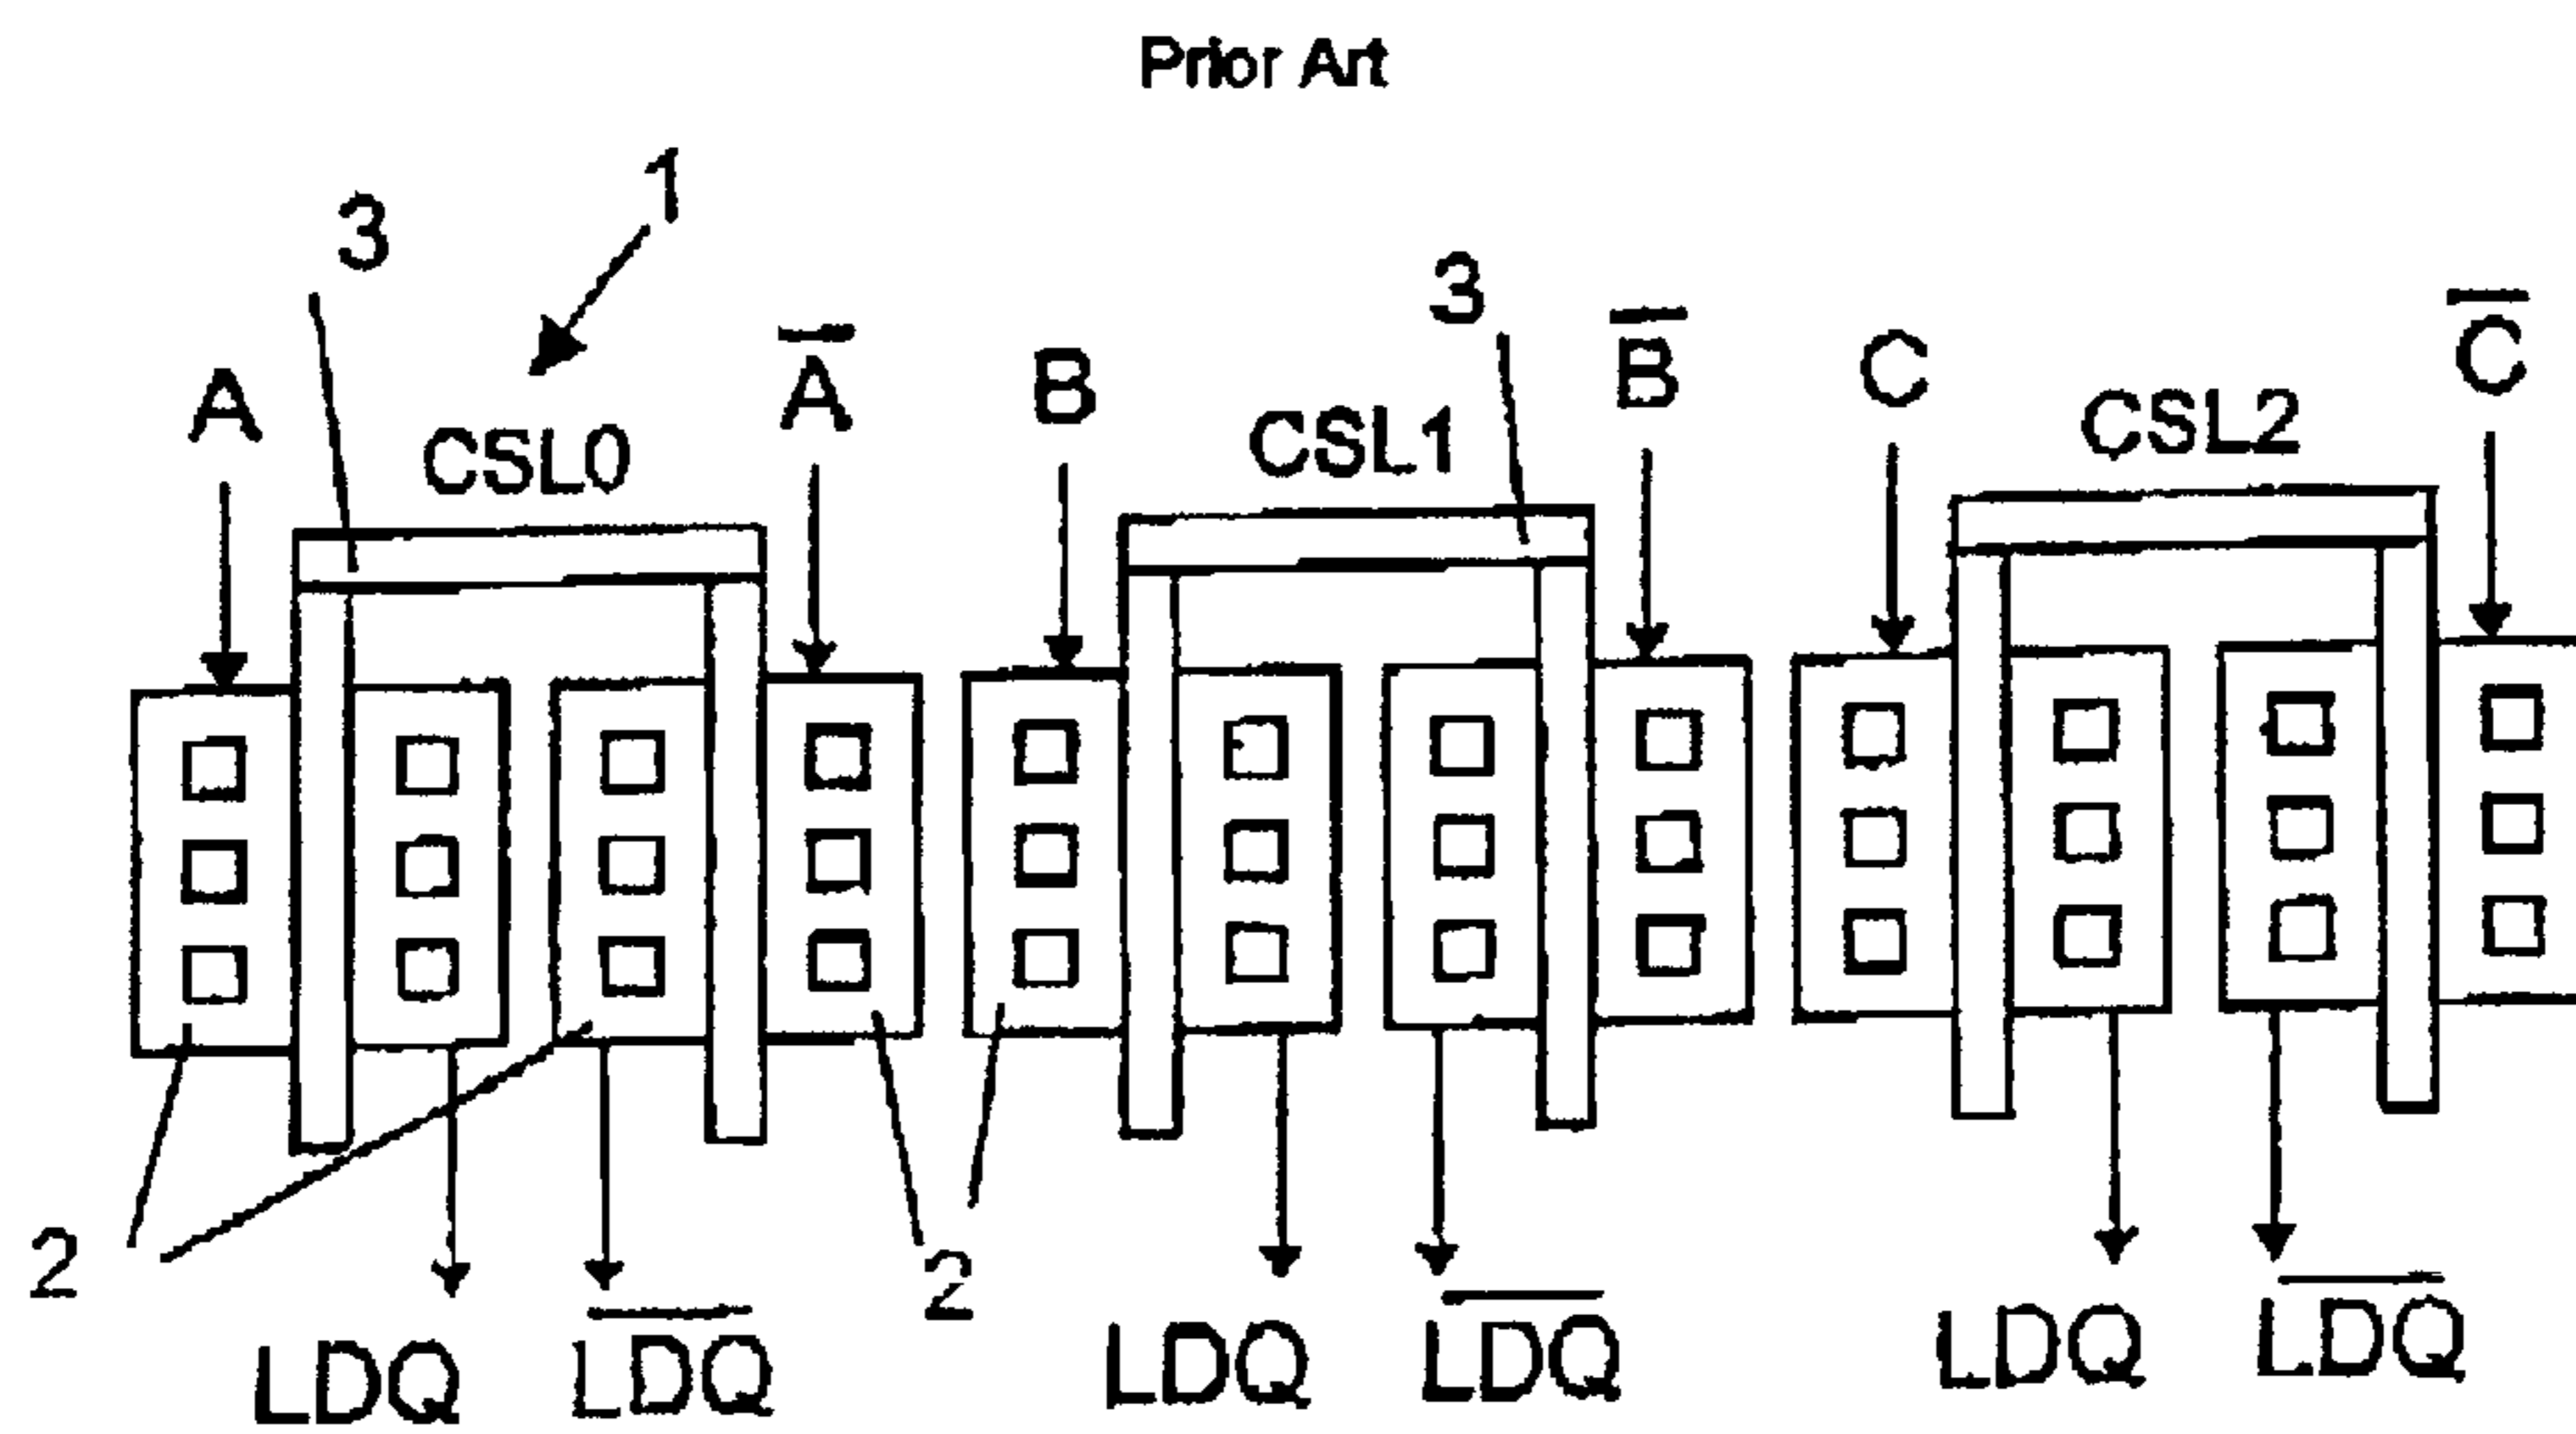 Prior Art
1
3
3
A A̅ B B̅ C C̅
CSL0 CSL1 CSL2
2 2
LDQ L̅D̅Q̅ LDQ L̅D̅Q̅ LDQ L̅D̅Q̅